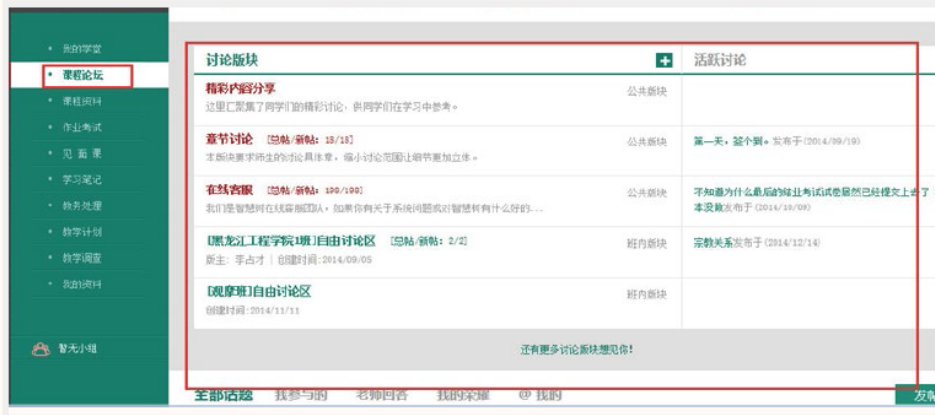 我的学堂
课程论坛
课程资料
作业考试
见面课
学习笔记
教务处理
教学计划
教学调查
我的资料
暂无小组
讨论版块
活跃讨论
精彩内容分享
公共版块
这里汇聚了同学们的精彩讨论，供同学们在学习中参考。
章节讨论 [总帖/新帖: 18/18]
公共版块
第一天，签个到。发布于(2014/09/19)
本版块要求师生的讨论具体章，缩小讨论范围让细节更加立体。
在线客服 [总帖/新帖: 198/198]
公共版块
不知道为什么最后的结业考试试卷居然已经提交上去了
我们是智慧树在线客服团队，如果你有关于系统问题或对智慧树有什么好的...
本没敢发布于(2014/10/09)
[黑龙江工程学院1班]自由讨论区 [总帖/新帖: 2/2]
班内版块
宗教关系发布于(2014/12/14)
版主: 李占才 | 创建时间:2014/09/05
[观摩班]自由讨论区
班内版块
创建时间:2014/11/11
还有更多讨论版块想见你!
全部话题 我参与的 老师回答 我的荣耀 @ 我的
发帖